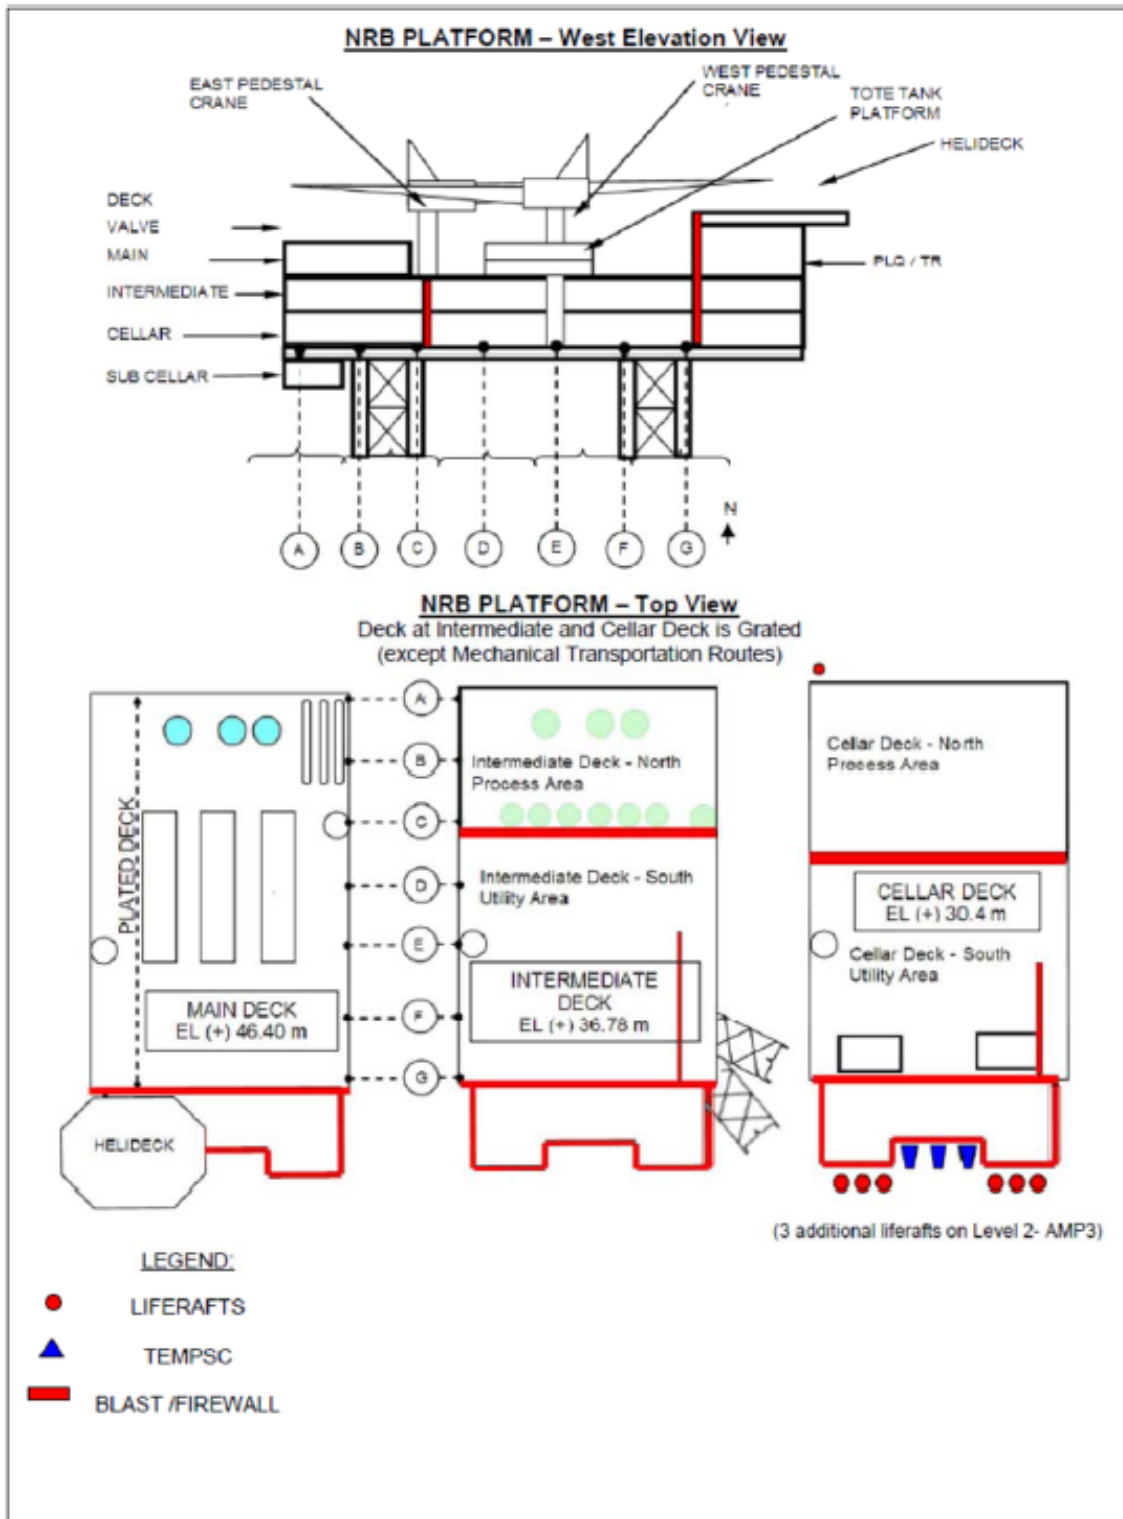 NRB PLATFORM – West Elevation View
EAST PEDESTAL
CRANE
WEST PEDESTAL
CRANE
TOTE TANK
PLATFORM
HELIDECK
DECK
VALVE
MAIN
INTERMEDIATE
CELLAR
SUB CELLAR
PLQ / TR
N
A
B
C
D
E
F
G
NRB PLATFORM – Top View
Deck at Intermediate and Cellar Deck is Grated
(except Mechanical Transportation Routes)
PLATED DECK
MAIN DECK
EL (+) 46.40 m
HELIDECK
A
B
C
D
E
F
G
Intermediate Deck - North
Process Area
Intermediate Deck - South
Utility Area
INTERMEDIATE
DECK
EL (+) 36.78 m
Cellar Deck - North
Process Area
CELLAR DECK
EL (+) 30.4 m
Cellar Deck - South
Utility Area
(3 additional liferafts on Level 2- AMP3)
LEGEND:
LIFERAFTS
TEMPSC
BLAST /FIREWALL